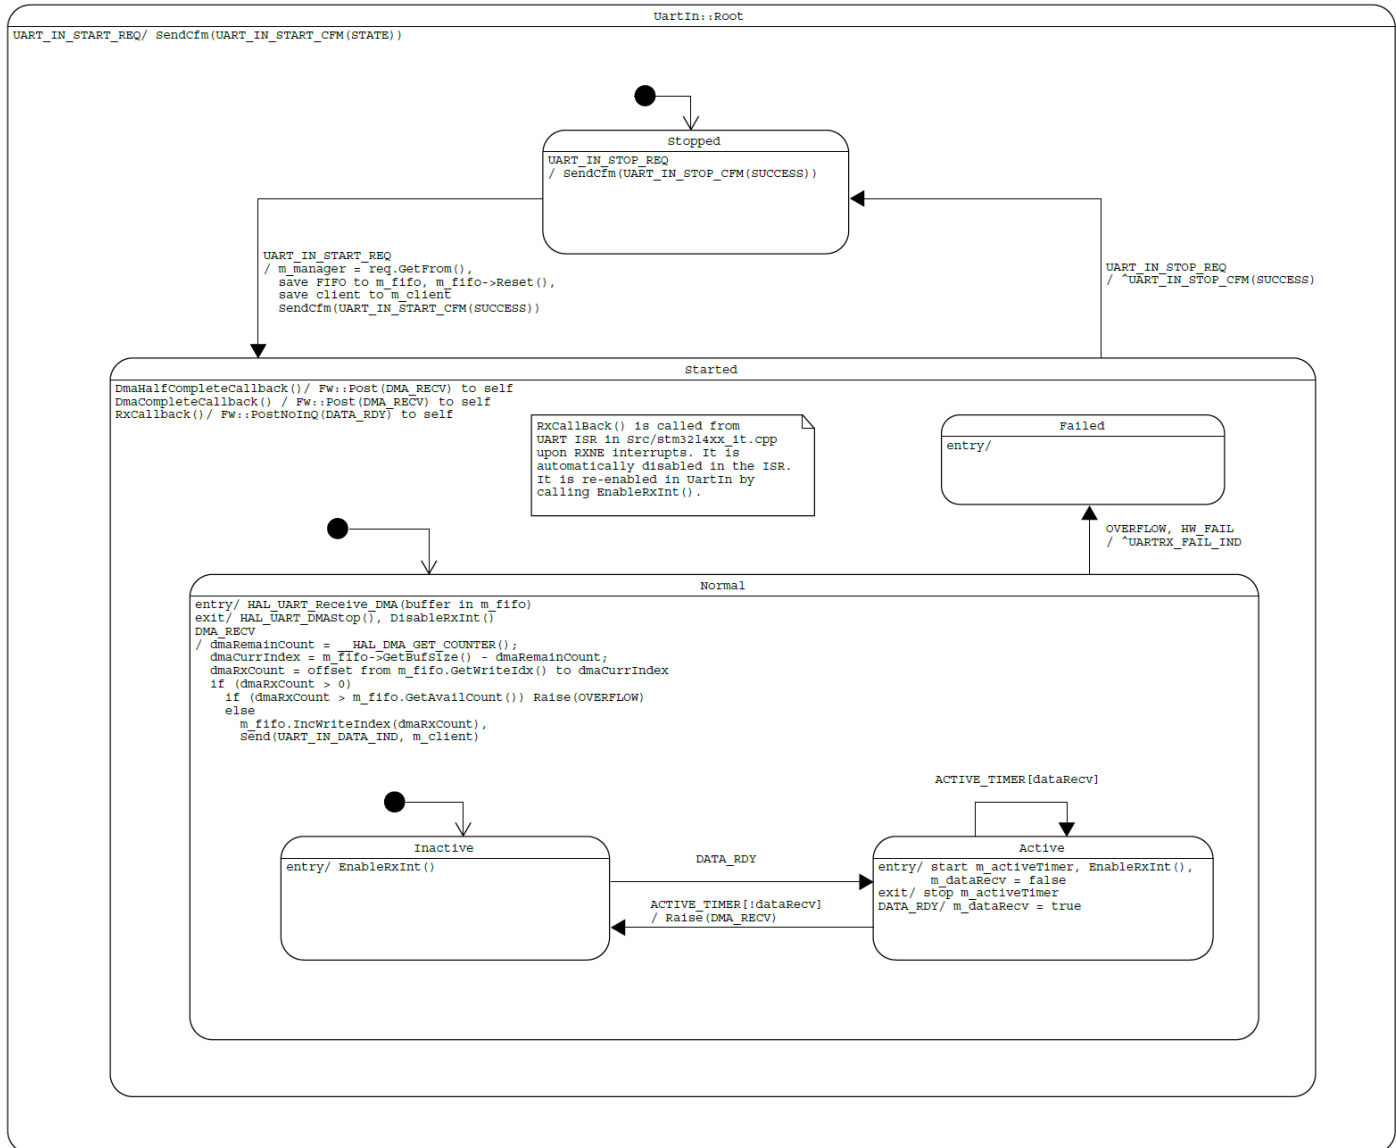 UartIn::Root
UART_IN_START_REQ/ SendCfm(UART_IN_START_CFM(STATE))
Stopped
UART_IN_STOP_REQ
/ SendCfm(UART_IN_STOP_CFM(SUCCESS))
UART_IN_START_REQ
/ m_manager = req.GetFrom(),
save FIFO to m_fifo, m_fifo->Reset(),
save client to m_client
SendCfm(UART_IN_START_CFM(SUCCESS))
UART_IN_STOP_REQ
/ ^UART_IN_STOP_CFM(SUCCESS)
Started
DmaHalfCompleteCallback()/ Fw::Post(DMA_RECV) to self
DmaCompleteCallback() / Fw::Post(DMA_RECV) to self
RxCallback()/ Fw::PostNoInQ(DATA_RDY) to self
RxCallBack() is called from
UART ISR in Src/stm32l4xx_it.cpp
upon RXNE interrupts. It is
automatically disabled in the ISR.
It is re-enabled in UartIn by
calling EnableRxInt().
Failed
entry/
OVERFLOW, HW_FAIL
/ ^UARTRX_FAIL_IND
Normal
entry/ HAL_UART_Receive_DMA(buffer in m_fifo)
exit/ HAL_UART_DMAStop(), DisableRxInt()
DMA_RECV
/ dmaRemainCount = __HAL_DMA_GET_COUNTER();
dmaCurrIndex = m_fifo->GetBufSize() - dmaRemainCount;
dmaRxCount = offset from m_fifo.GetWriteIdx() to dmaCurrIndex
if (dmaRxCount > 0)
if (dmaRxCount > m_fifo.GetAvailCount()) Raise(OVERFLOW)
else
m_fifo.IncWriteIndex(dmaRxCount),
Send(UART_IN_DATA_IND, m_client)
ACTIVE_TIMER[dataRecv]
Inactive
entry/ EnableRxInt()
DATA_RDY
ACTIVE_TIMER[!dataRecv]
/ Raise(DMA_RECV)
Active
entry/ start m_activeTimer, EnableRxInt(),
m_dataRecv = false
exit/ stop m_activeTimer
DATA_RDY/ m_dataRecv = true